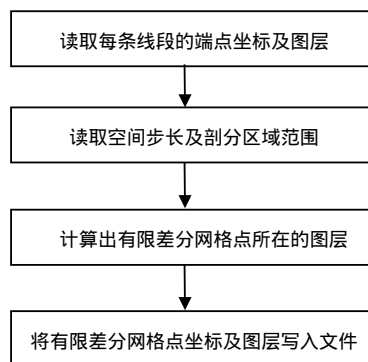 读取每条线段的端点坐标及图层
读取空间步长及剖分区域范围
计算出有限差分网格点所在的图层
将有限差分网格点坐标及图层写入文件